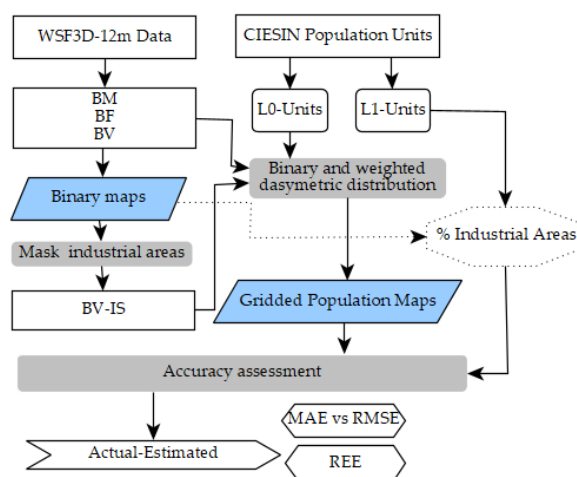 WSF3D-12m Data
CIESIN Population Units
BM
BF
BV
L0-Units
L1-Units
Binary and weighted
dasymetric distribution
Binary maps
% Industrial Areas
Mask industrial areas
BV-IS
Gridded Population Maps
Accuracy assessment
MAE vs RMSE
Actual-Estimated
REE